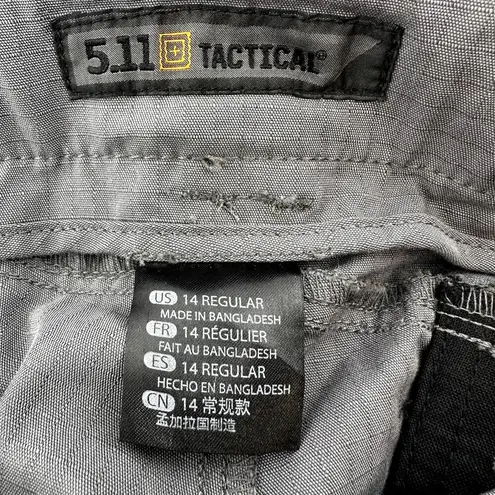 5.11 TACTICAL®
US 14 REGULAR
MADE IN BANGLADESH
FR 14 RÉGULIER
FAIT AU BANGLADESH
ES 14 REGULAR
HECHO EN BANGLADESH
CN 14 常规款
孟加拉国制造